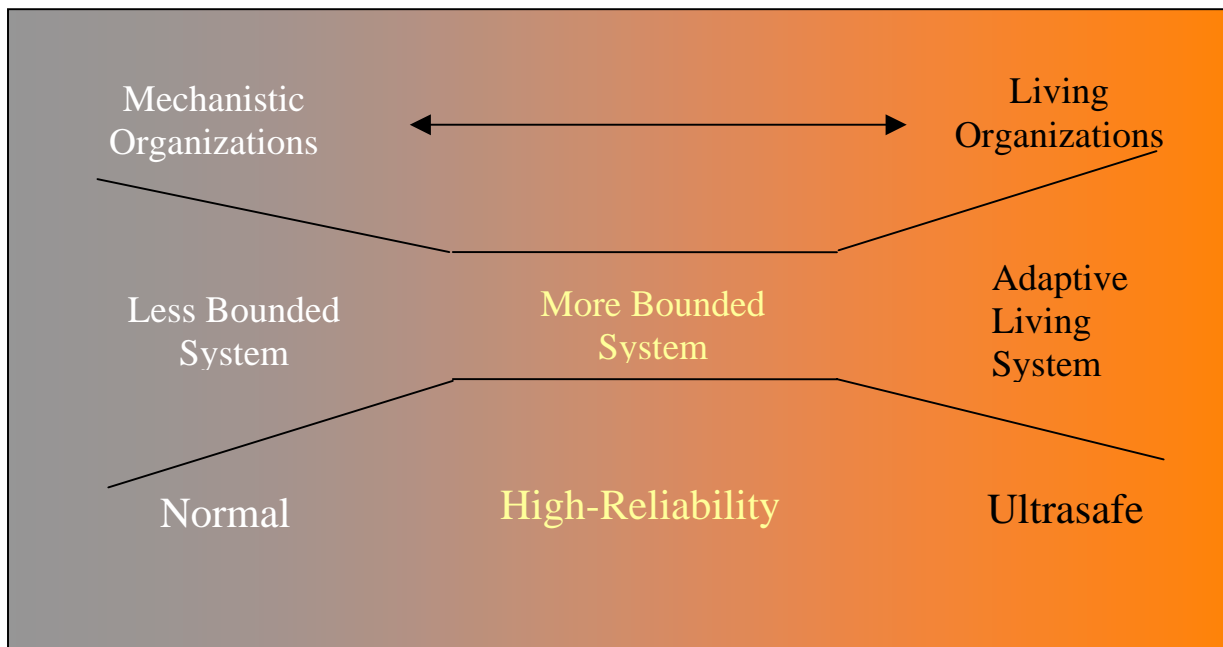 Mechanistic
Organizations
Living
Organizations
Less Bounded
System
More Bounded
System
Adaptive
Living
System
Normal
High-Reliability
Ultrasafe